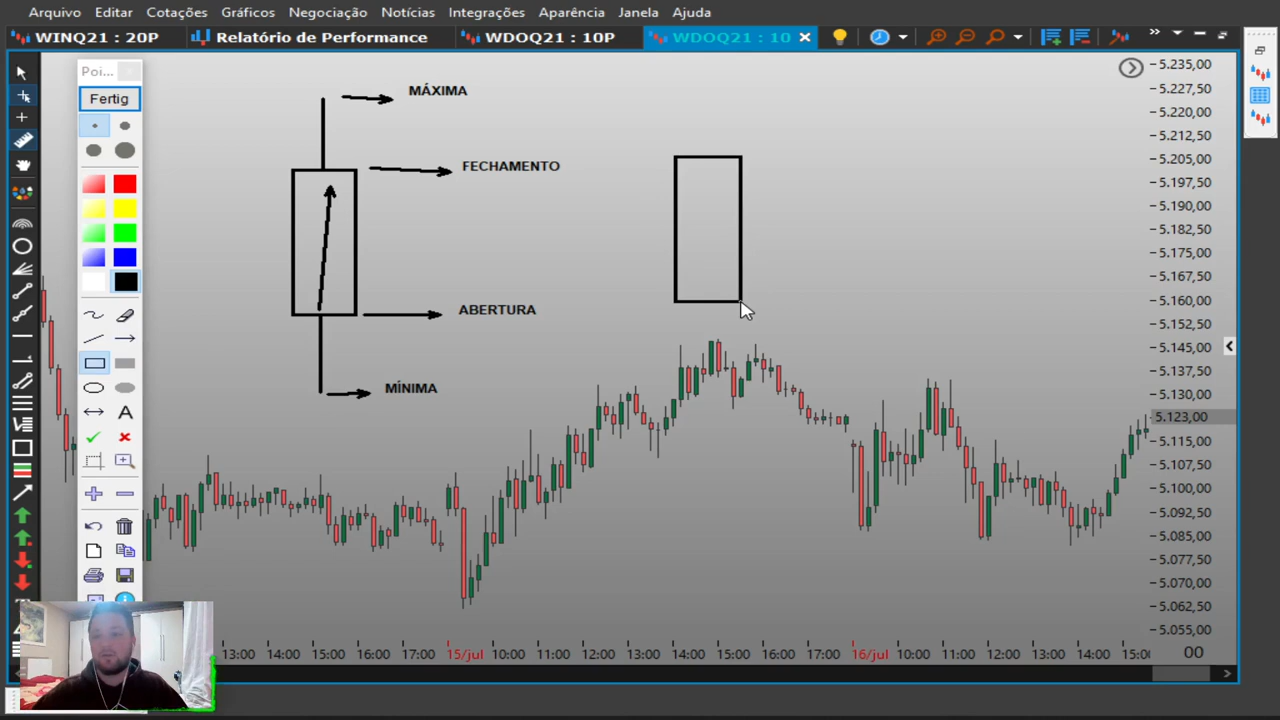 Arquivo Editar Cotações Gráficos Negociação Notícias Integrações Aparência Janela Ajuda
WINQ21 : 20P Relatório de Performance WDOQ21 : 10P WDOQ21 : 10
Poi...
Fertig
A
MÁXIMA
FECHAMENTO
ABERTURA
MÍNIMA
5.235,00
5.227,50
5.220,00
5.212,50
5.205,00
5.197,50
5.190,00
5.182,50
5.175,00
5.167,50
5.160,00
5.152,50
5.145,00
5.137,50
5.130,00
5.123,00
5.115,00
5.107,50
5.100,00
5.092,50
5.085,00
5.077,50
5.070,00
5.062,50
5.055,00
13:00 14:00 15:00 16:00 17:00 15/jul 10:00 11:00 12:00 13:00 14:00 15:00 16:00 17:00 16/jul 10:00 11:00 12:00 13:00 14:00 15:0 00